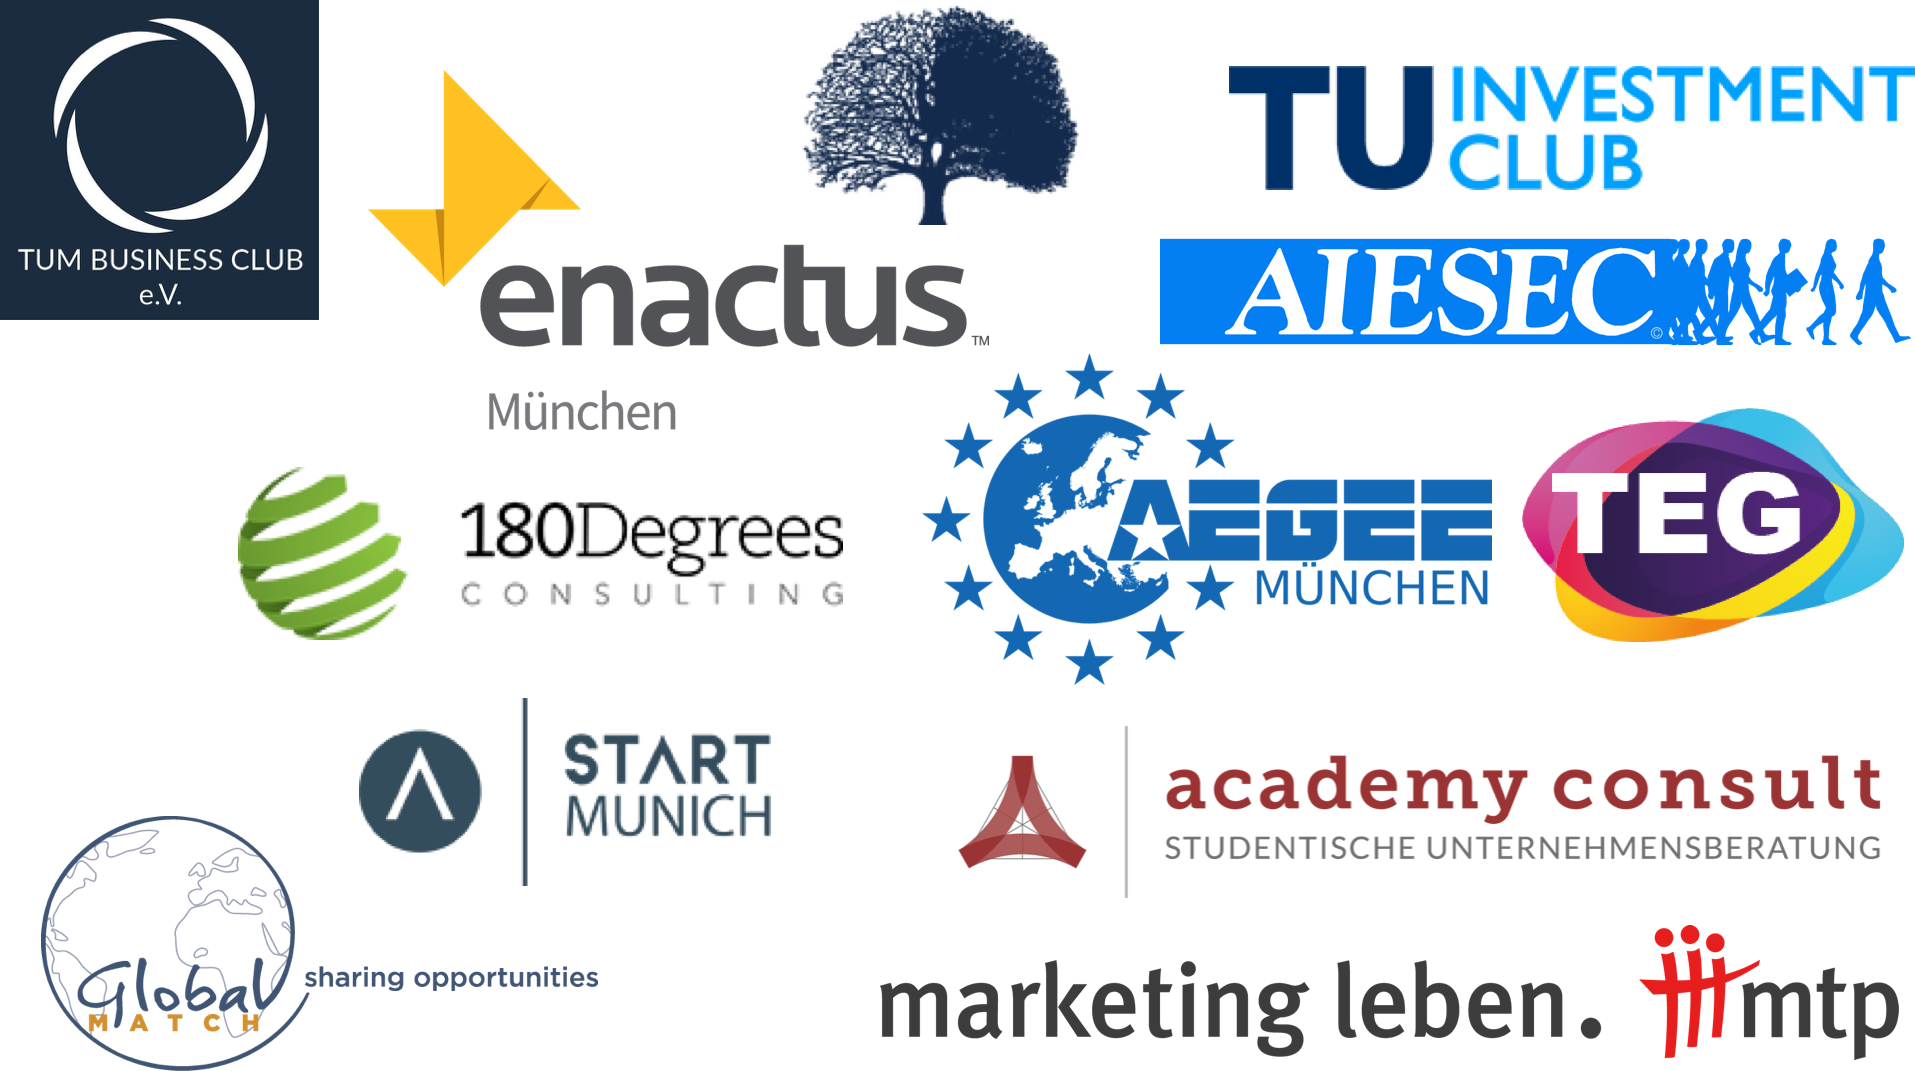 TUM BUSINESS CLUB
e.V.
enactus™
München
TU INVESTMENT
CLUB
AIESEC©
180Degrees
CONSULTING
AEGEE
MÜNCHEN
TEG
START
MUNICH
academy consult
STUDENTISCHE UNTERNEHMENSBERATUNG
Global
MATCH
sharing opportunities
marketing leben.
mtp